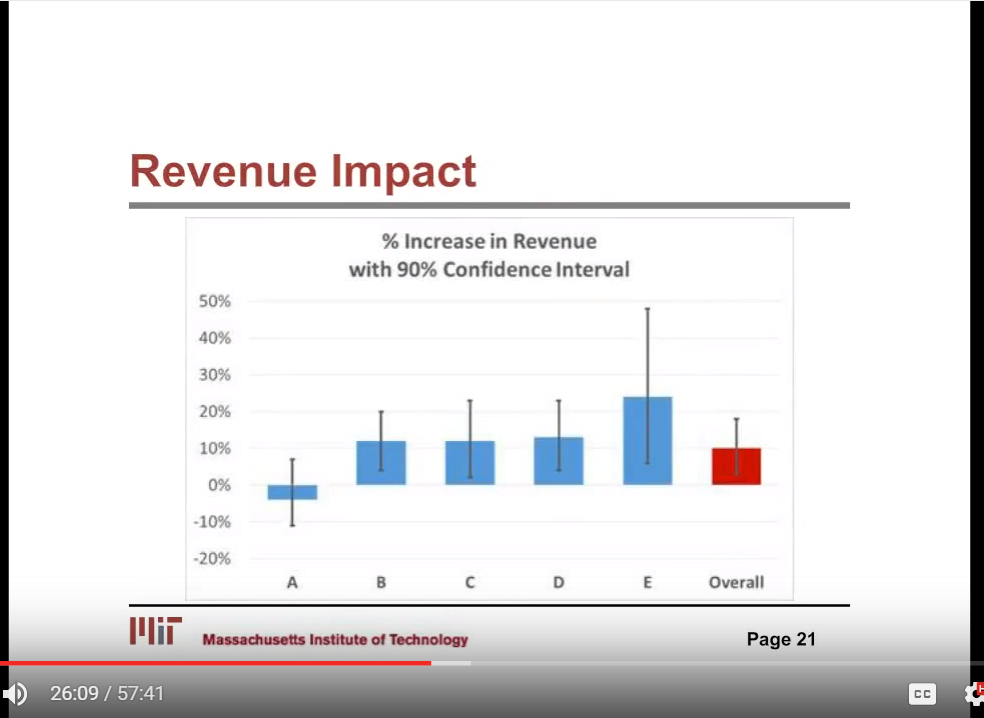 Revenue Impact
% Increase in Revenue
with 90% Confidence Interval
50%
40%
30%
20%
10%
0%
-10%
-20%
A B C D E Overall
MIT Massachusetts Institute of Technology Page 21
26:09 / 57:41 CC